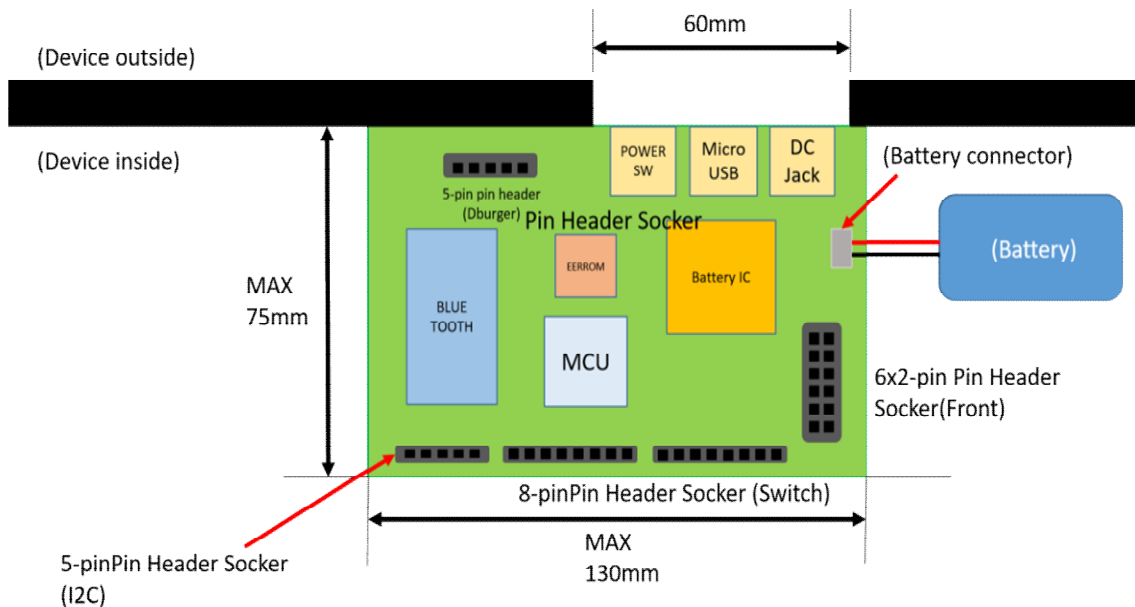 60mm
(Device outside)
(Device inside)
POWER
SW
Micro
USB
DC
Jack
(Battery connector)
5-pin pin header
(Dburger)
Pin Header Socker
(Battery)
EERROM
Battery IC
MAX
75mm
BLUE
TOOTH
MCU
6x2-pin Pin Header
Socker(Front)
8-pinPin Header Socker (Switch)
MAX
130mm
5-pinPin Header Socker
(I2C)